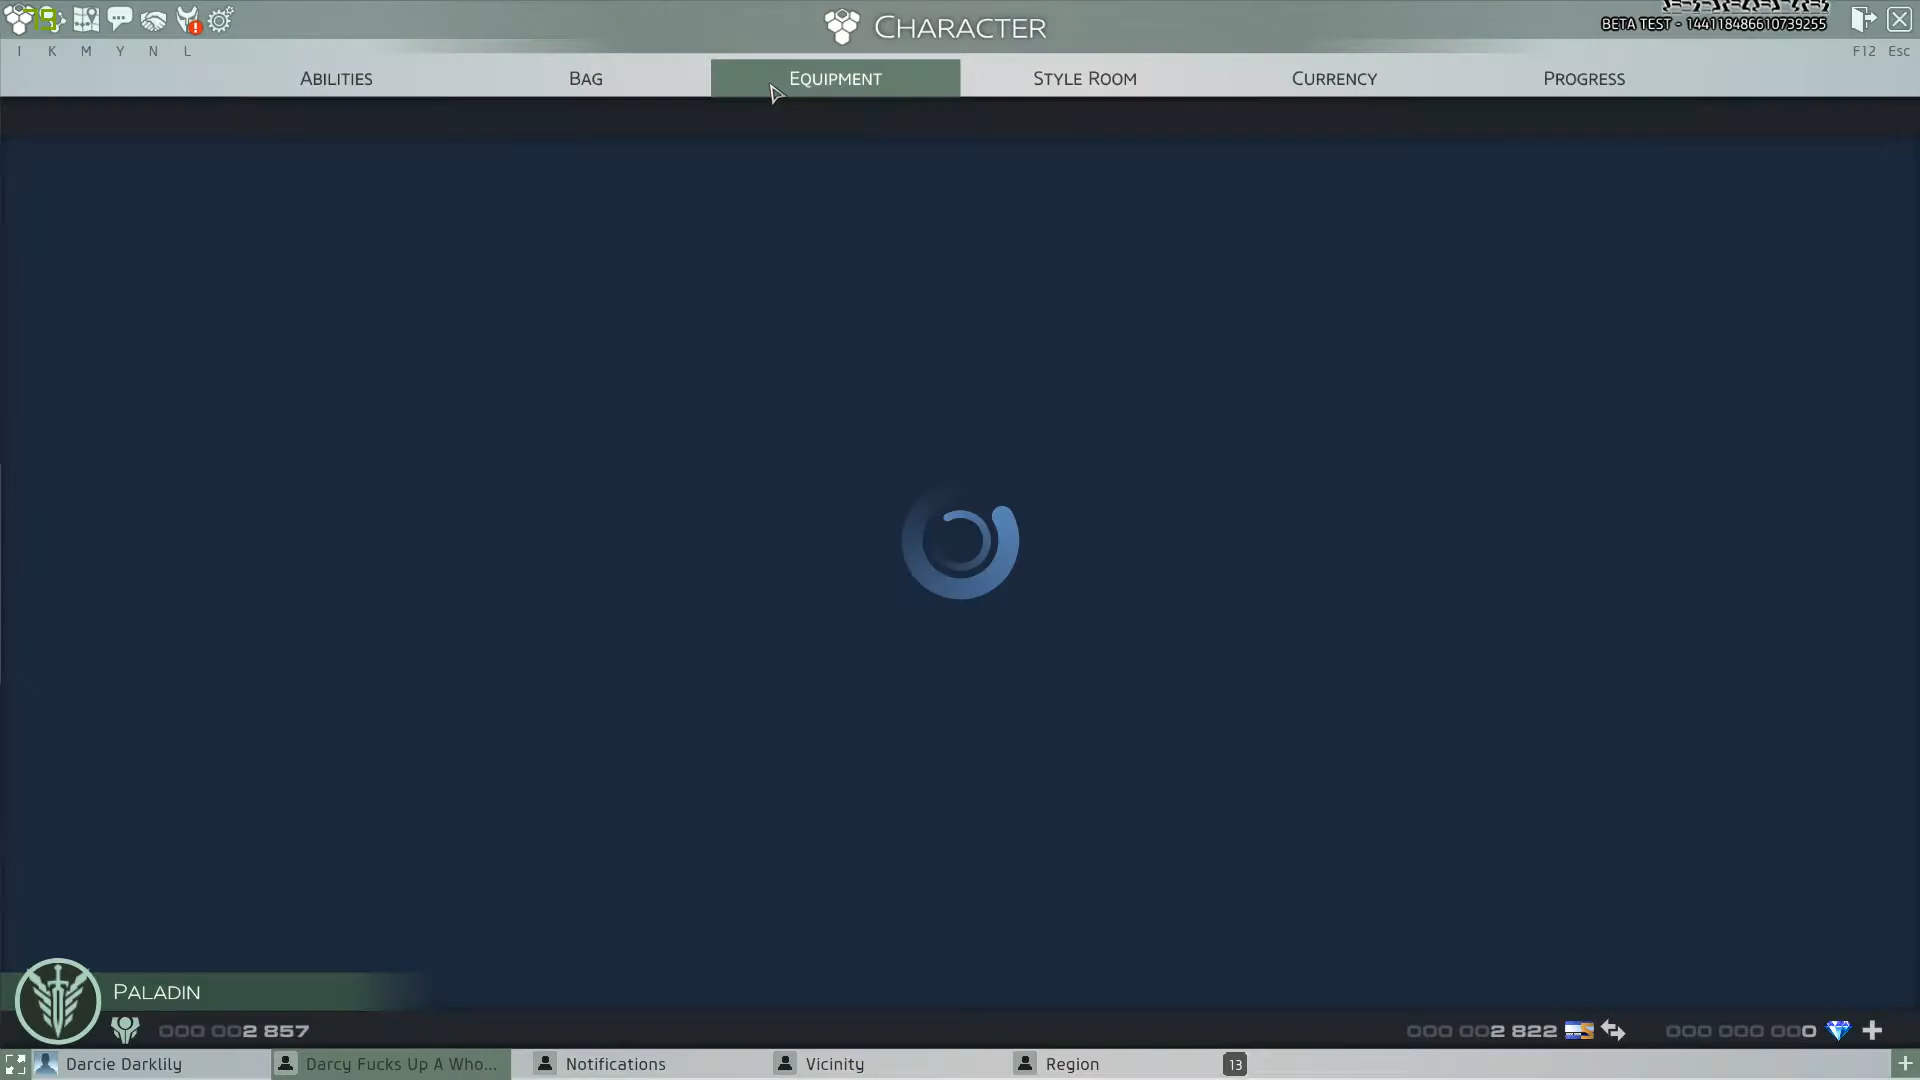 CHARACTER
BETA TEST - 144118486610739255
I K M Y N L
F12 Esc
ABILITIES
BAG
EQUIPMENT
STYLE ROOM
CURRENCY
PROGRESS
PALADIN
000 002 857
000 002 822
000 000 000
Darcie Darklily
Darcy Fucks Up A Who...
Notifications
Vicinity
Region
13